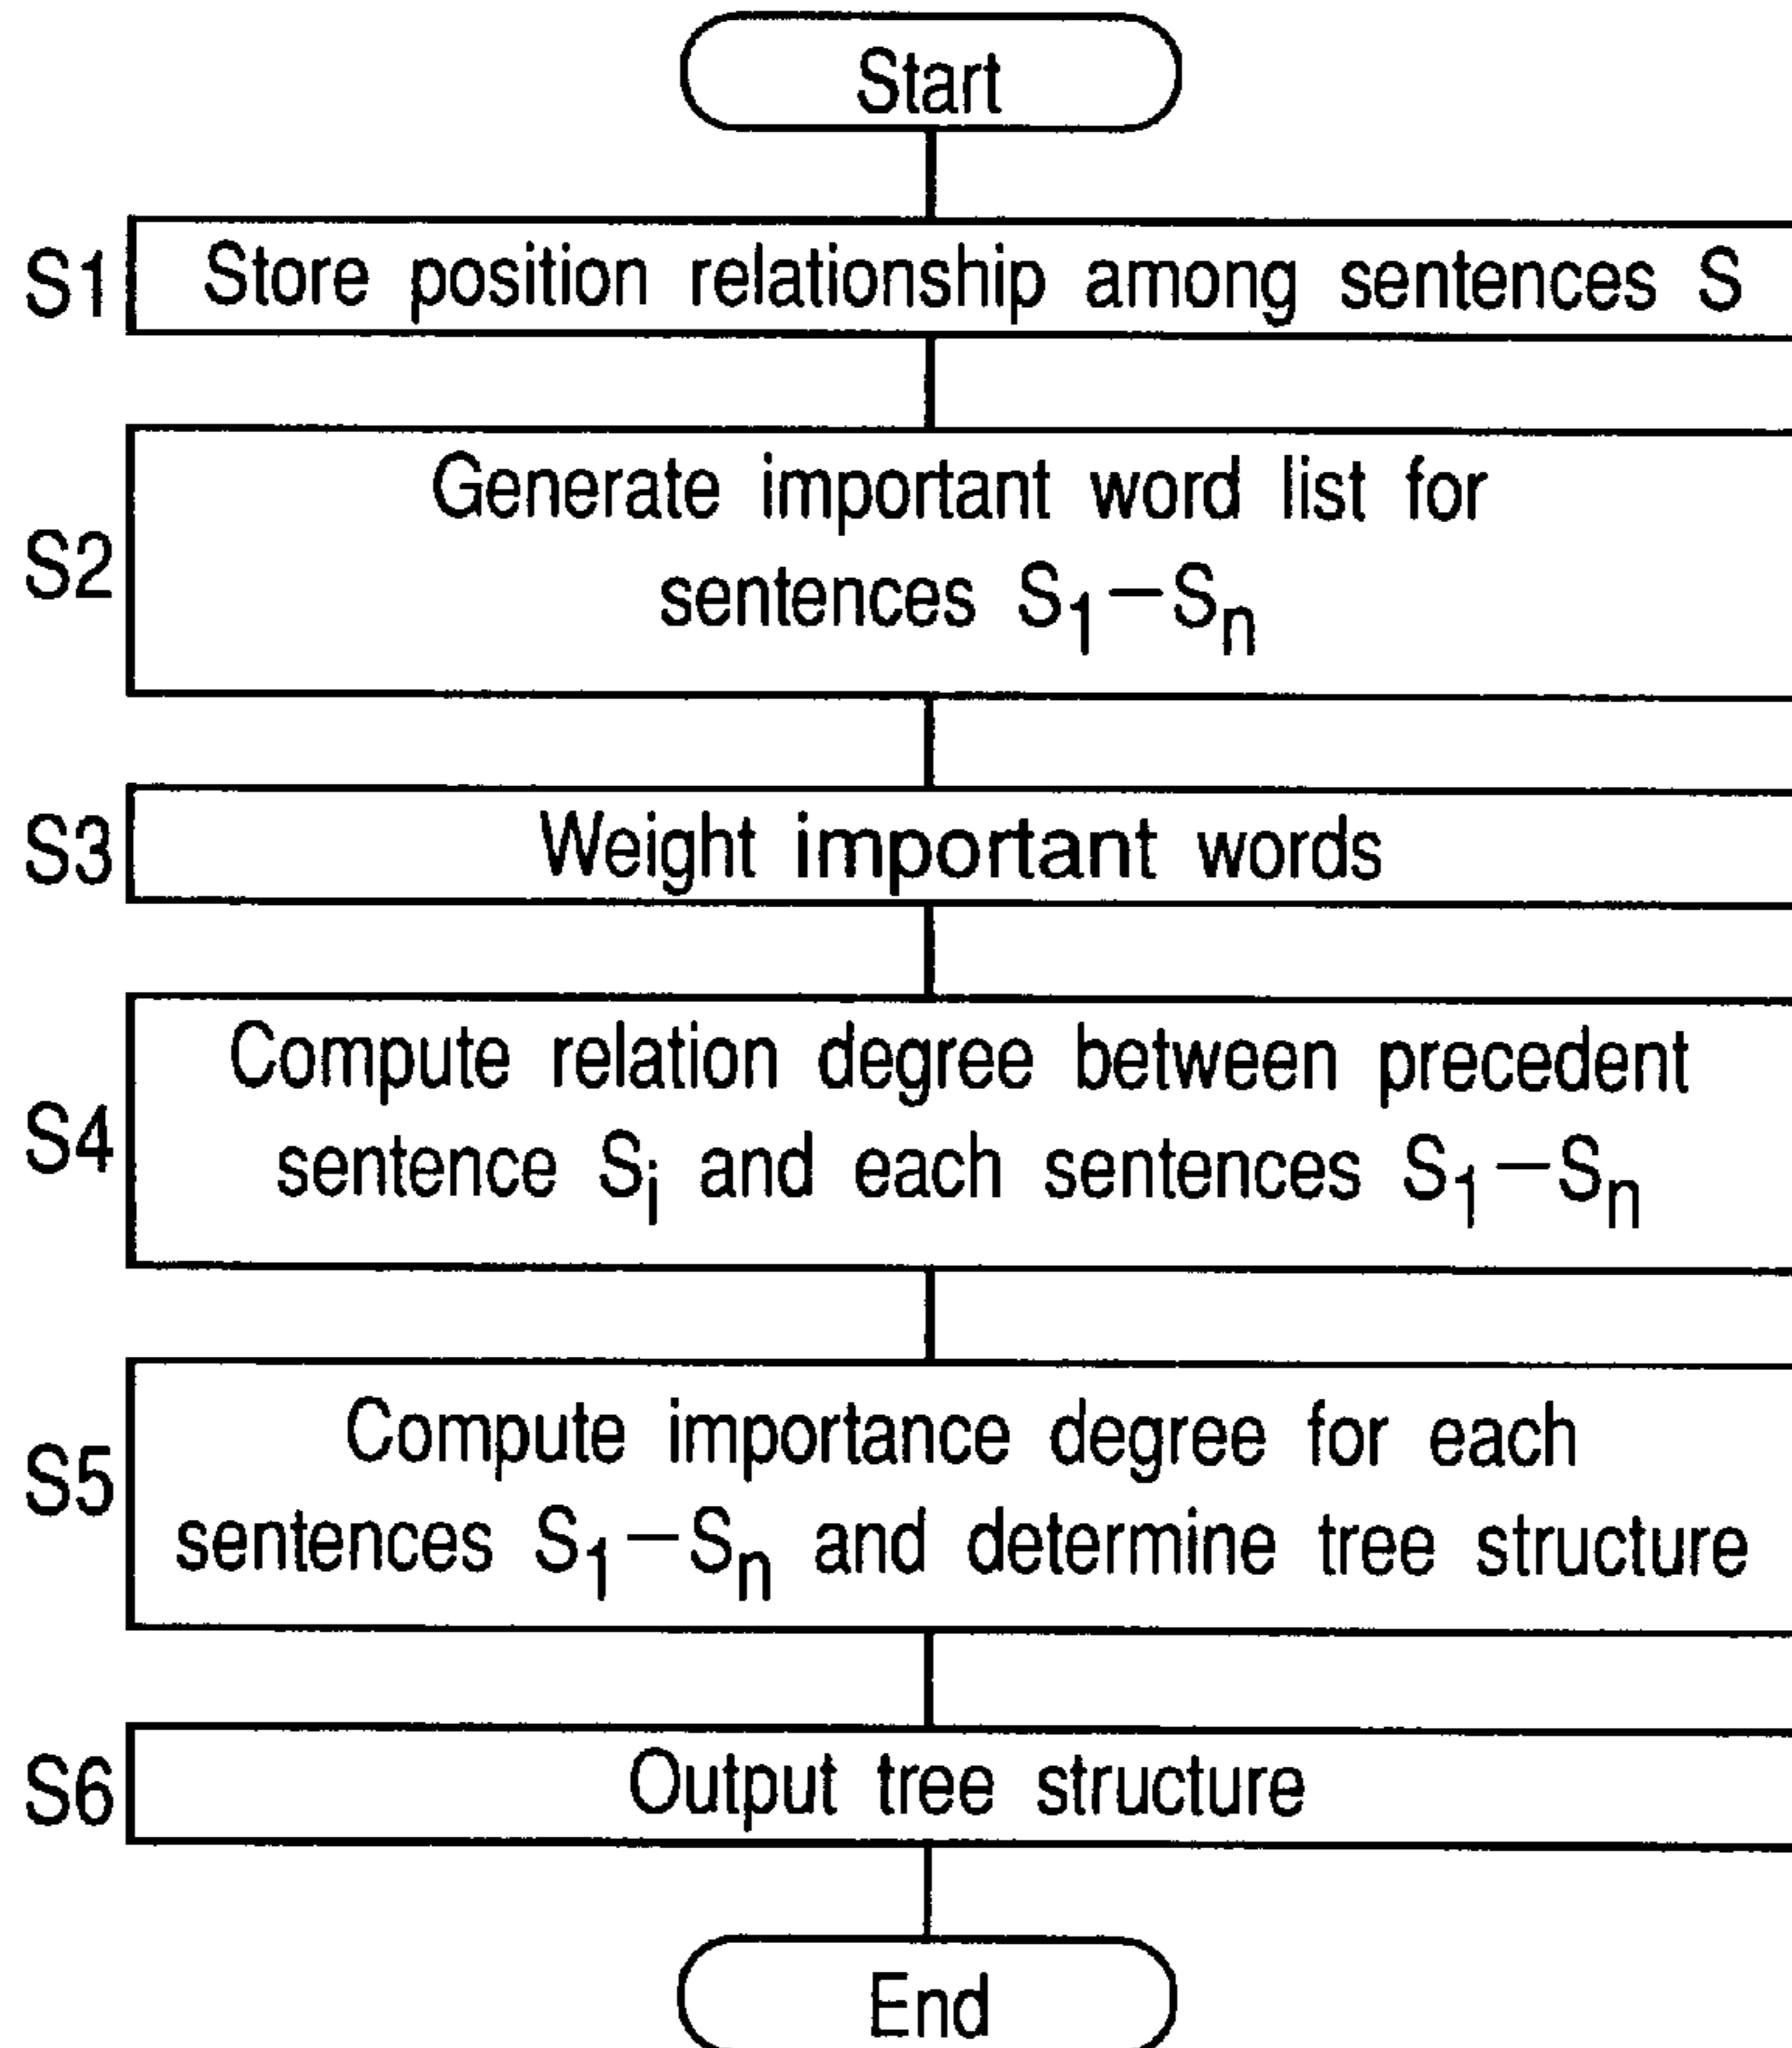 Start
S1 Store position relationship among sentences S
Generate important word list for
S2
sentences S₁–Sₙ
S3 Weight important words
Compute relation degree between precedent
S4
sentence Sᵢ and each sentences S₁–Sₙ
Compute importance degree for each
S5
sentences S₁–Sₙ and determine tree structure
S6 Output tree structure
End